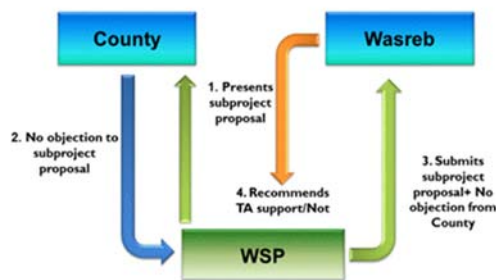 County
Wasreb
1. Presents
subproject
proposal
2. No objection to
subproject
proposal
3. Submits
subproject
proposal+ No
objection from
County
4. Recommends
TA support/Not
WSP